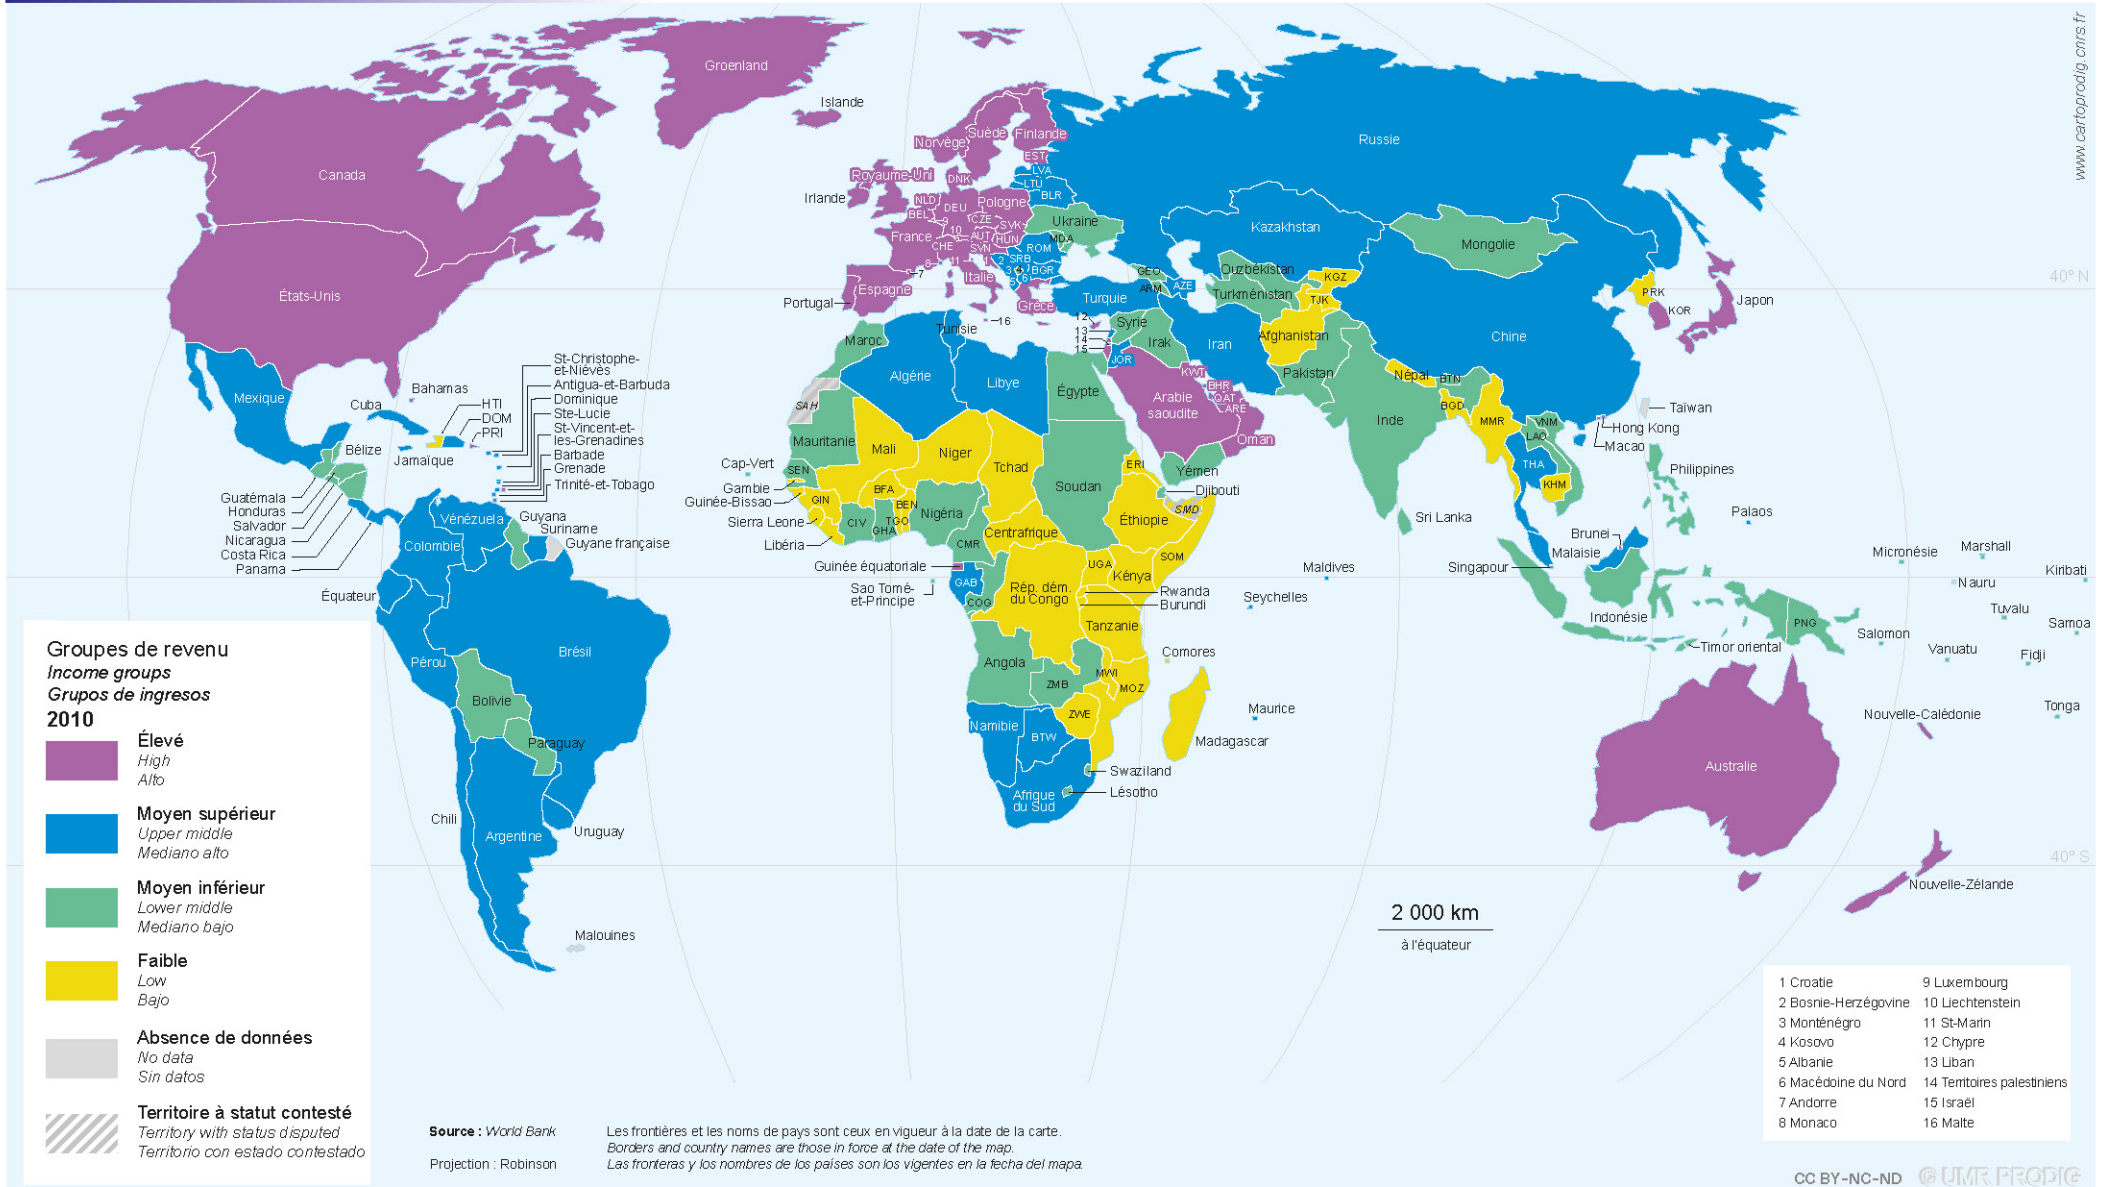 www.cartoprodig.cnrs.fr
Groenland
Islande
Norvège
Suède
Finlande
EST
LVA
LTU
BLR
Russie
Canada
Royaume-Uni
DNK
Irlande
NLD
DEU
Pologne
BEL
9
CZE
SVK
Ukraine
France
10
AUT
HUN
MDA
CHE
SVN
ROM
8
11
1
2
SRB
7
Italie
3
4
BGR
5
6
Espagne
Portugal
Grèce
16
Turquie
GEO
ARM
AZE
Kazakhstan
Mongolie
Ouzbékistan
KGZ
Turkménistan
TJK
PRK
KOR
Japon
40° N
États-Unis
12
13
14
15
Syrie
Irak
JOR
Iran
Afghanistan
Chine
Maroc
Tunisie
Algérie
Libye
Égypte
SAH
KWT
BHR
QAT
ARE
Arabie
saoudite
Oman
Pakistan
Népal
BTN
BGD
Inde
MMR
VNM
LAO
THA
KHM
Taïwan
Hong Kong
Macao
Philippines
Mexique
Bahamas
Cuba
HTI
DOM
PRI
Jamaïque
Bélize
St-Christophe-
et-Niévès
Antigua-et-Barbuda
Dominique
Ste-Lucie
St-Vincent-et-
les-Grenadines
Barbade
Grenade
Trinité-et-Tobago
Guatémala
Honduras
Salvador
Nicaragua
Costa Rica
Panama
Vénézuela
Guyana
Suriname
Guyane française
Colombie
Équateur
Pérou
Brésil
Bolivie
Paraguay
Chili
Argentine
Uruguay
Malouines
Cap-Vert
Mauritanie
Mali
Niger
Tchad
Soudan
ERI
Yémen
Djibouti
SMD
SEN
Gambie
Guinée-Bissao
GIN
BFA
BEN
Sierra Leone
CIV
GHA
TGO
Nigéria
Libéria
Centrafrique
Éthiopie
CMR
SOM
Guinée équatoriale
UGA
Kénya
Sao Tomé-
et-Principe
GAB
COG
Rép. dém.
du Congo
Rwanda
Burundi
Tanzanie
Angola
ZMB
MWI
MOZ
Comores
Namibie
BTW
ZWE
Madagascar
Maurice
Swaziland
Afrique
du Sud
Lésotho
Maldives
Seychelles
Sri Lanka
Brunei
Malaisie
Singapour
Indonésie
Timor oriental
PNG
Palaos
Micronésie
Marshall
Nauru
Kiribati
Tuvalu
Salomon
Samoa
Vanuatu
Fidji
Nouvelle-Calédonie
Tonga
Australie
Nouvelle-Zélande
40° S
Groupes de revenu
Income groups
Grupos de ingresos
2010
Élevé
High
Alto
Moyen supérieur
Upper middle
Mediano alto
Moyen inférieur
Lower middle
Mediano bajo
Faible
Low
Bajo
Absence de données
No data
Sin datos
Territoire à statut contesté
Territory with status disputed
Territorio con estado contestado
2 000 km
à l'équateur
Source : World Bank
Projection : Robinson
Les frontières et les noms de pays sont ceux en vigueur à la date de la carte.
Borders and country names are those in force at the date of the map.
Las fronteras y los nombres de los países son los vigentes en la fecha del mapa.
1 Croatie
2 Bosnie-Herzégovine
3 Monténégro
4 Kosovo
5 Albanie
6 Macédoine du Nord
7 Andorre
8 Monaco
9 Luxembourg
10 Liechtenstein
11 St-Marin
12 Chypre
13 Liban
14 Territoires palestiniens
15 Israël
16 Malte
CC BY-NC-ND
© UMR PRODIG